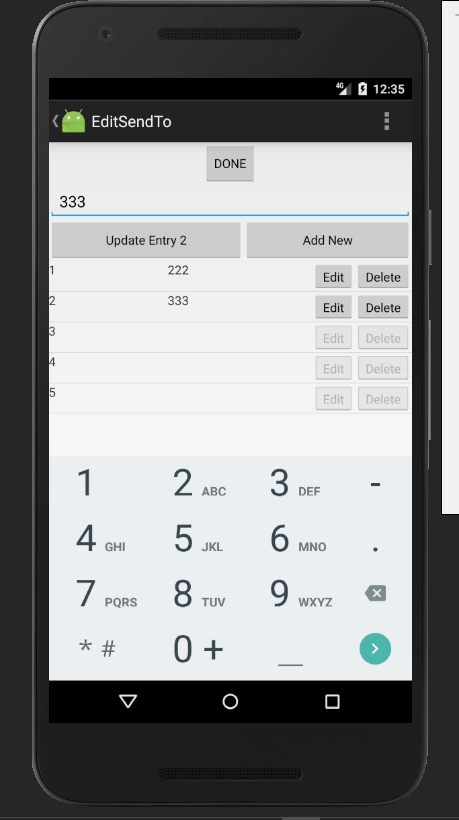 4G 12:35
EditSendTo
DONE
333
Update Entry 2 Add New
1 222 Edit Delete
2 333 Edit Delete
3 Edit Delete
4 Edit Delete
5 Edit Delete
1 2 ABC 3 DEF -
4 GHI 5 JKL 6 MNO .
7 PQRS 8 TUV 9 WXYZ
* # 0 + _